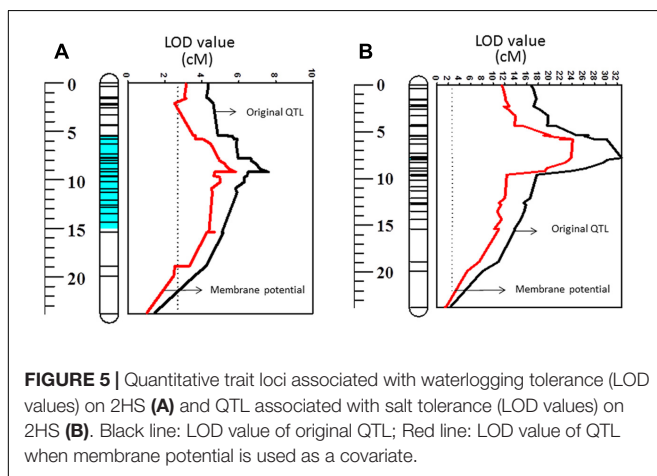 A
LOD value
(cM)
0 2 4 6 8 10
0
5
10
15
20
Original QTL
Membrane potential
B
LOD value
(cM)
0 2 4 6 8 10 12 14 16 18 20 22 24 26 28 30 32
0
5
10
15
20
Original QTL
Membrane potential
FIGURE 5 | Quantitative trait loci associated with waterlogging tolerance (LOD
values) on 2HS (A) and QTL associated with salt tolerance (LOD values) on
2HS (B). Black line: LOD value of original QTL; Red line: LOD value of QTL
when membrane potential is used as a covariate.